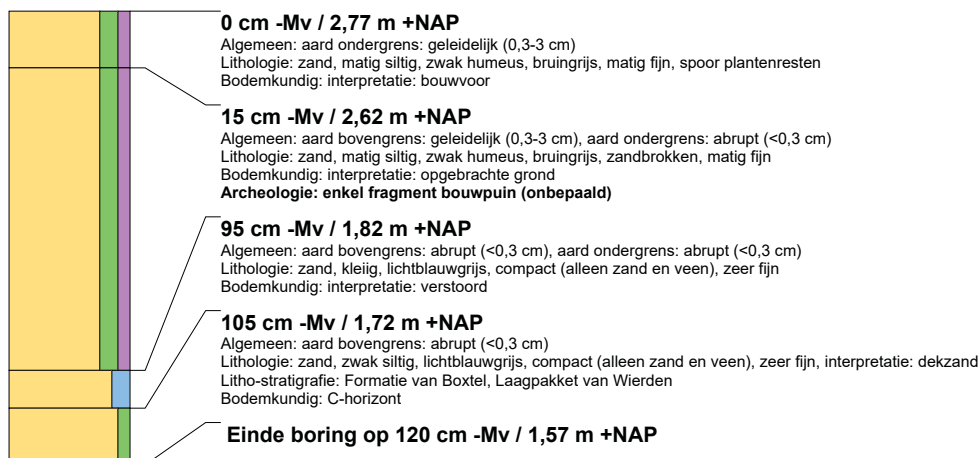 0 cm -Mv / 2,77 m +NAP
Algemeen: aard ondergrens: geleidelijk (0,3-3 cm)
Lithologie: zand, matig siltig, zwak humeus, bruingrijs, matig fijn, spoor plantenresten
Bodemkundig: interpretatie: bouwvoor
15 cm -Mv / 2,62 m +NAP
Algemeen: aard bovengrens: geleidelijk (0,3-3 cm), aard ondergrens: abrupt (<0,3 cm)
Lithologie: zand, matig siltig, zwak humeus, bruingrijs, zandbrokken, matig fijn
Bodemkundig: interpretatie: opgebrachte grond
Archeologie: enkel fragment bouwpuin (onbepaald)
95 cm -Mv / 1,82 m +NAP
Algemeen: aard bovengrens: abrupt (<0,3 cm), aard ondergrens: abrupt (<0,3 cm)
Lithologie: zand, kleiig, lichtblauwgrijs, compact (alleen zand en veen), zeer fijn
Bodemkundig: interpretatie: verstoord
105 cm -Mv / 1,72 m +NAP
Algemeen: aard bovengrens: abrupt (<0,3 cm)
Lithologie: zand, zwak siltig, lichtblauwgrijs, compact (alleen zand en veen), zeer fijn, interpretatie: dekzand
Litho-stratigrafie: Formatie van Boxtel, Laagpakket van Wierden
Bodemkundig: C-horizont
Einde boring op 120 cm -Mv / 1,57 m +NAP